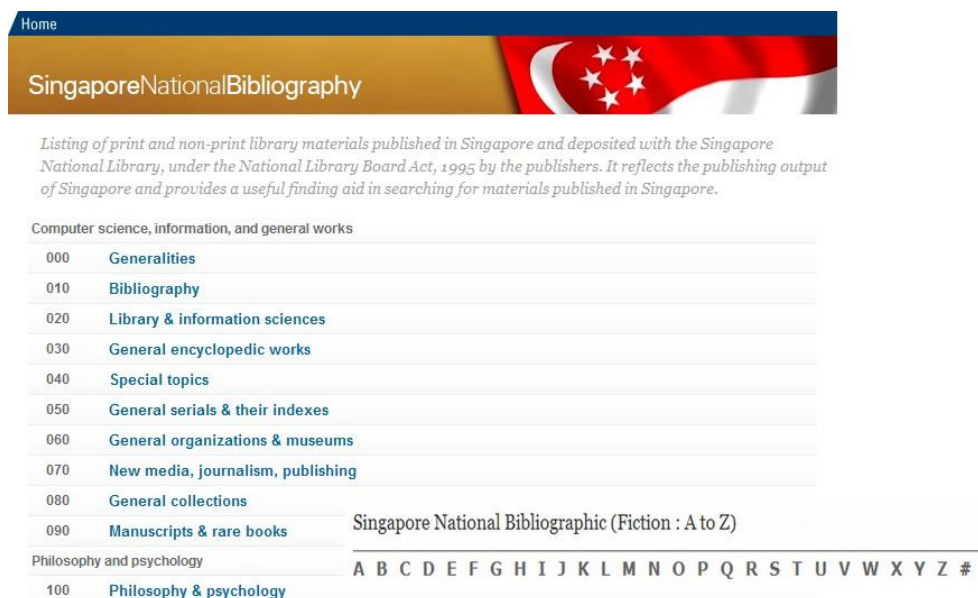 Home
SingaporeNationalBibliography
Listing of print and non-print library materials published in Singapore and deposited with the Singapore
National Library, under the National Library Board Act, 1995 by the publishers. It reflects the publishing output
of Singapore and provides a useful finding aid in searching for materials published in Singapore.
Computer science, information, and general works
000 Generalities
010 Bibliography
020 Library & information sciences
030 General encyclopedic works
040 Special topics
050 General serials & their indexes
060 General organizations & museums
070 New media, journalism, publishing
080 General collections
090 Manuscripts & rare books
Philosophy and psychology
100 Philosophy & psychology
Singapore National Bibliographic (Fiction : A to Z)
A B C D E F G H I J K L M N O P Q R S T U V W X Y Z #